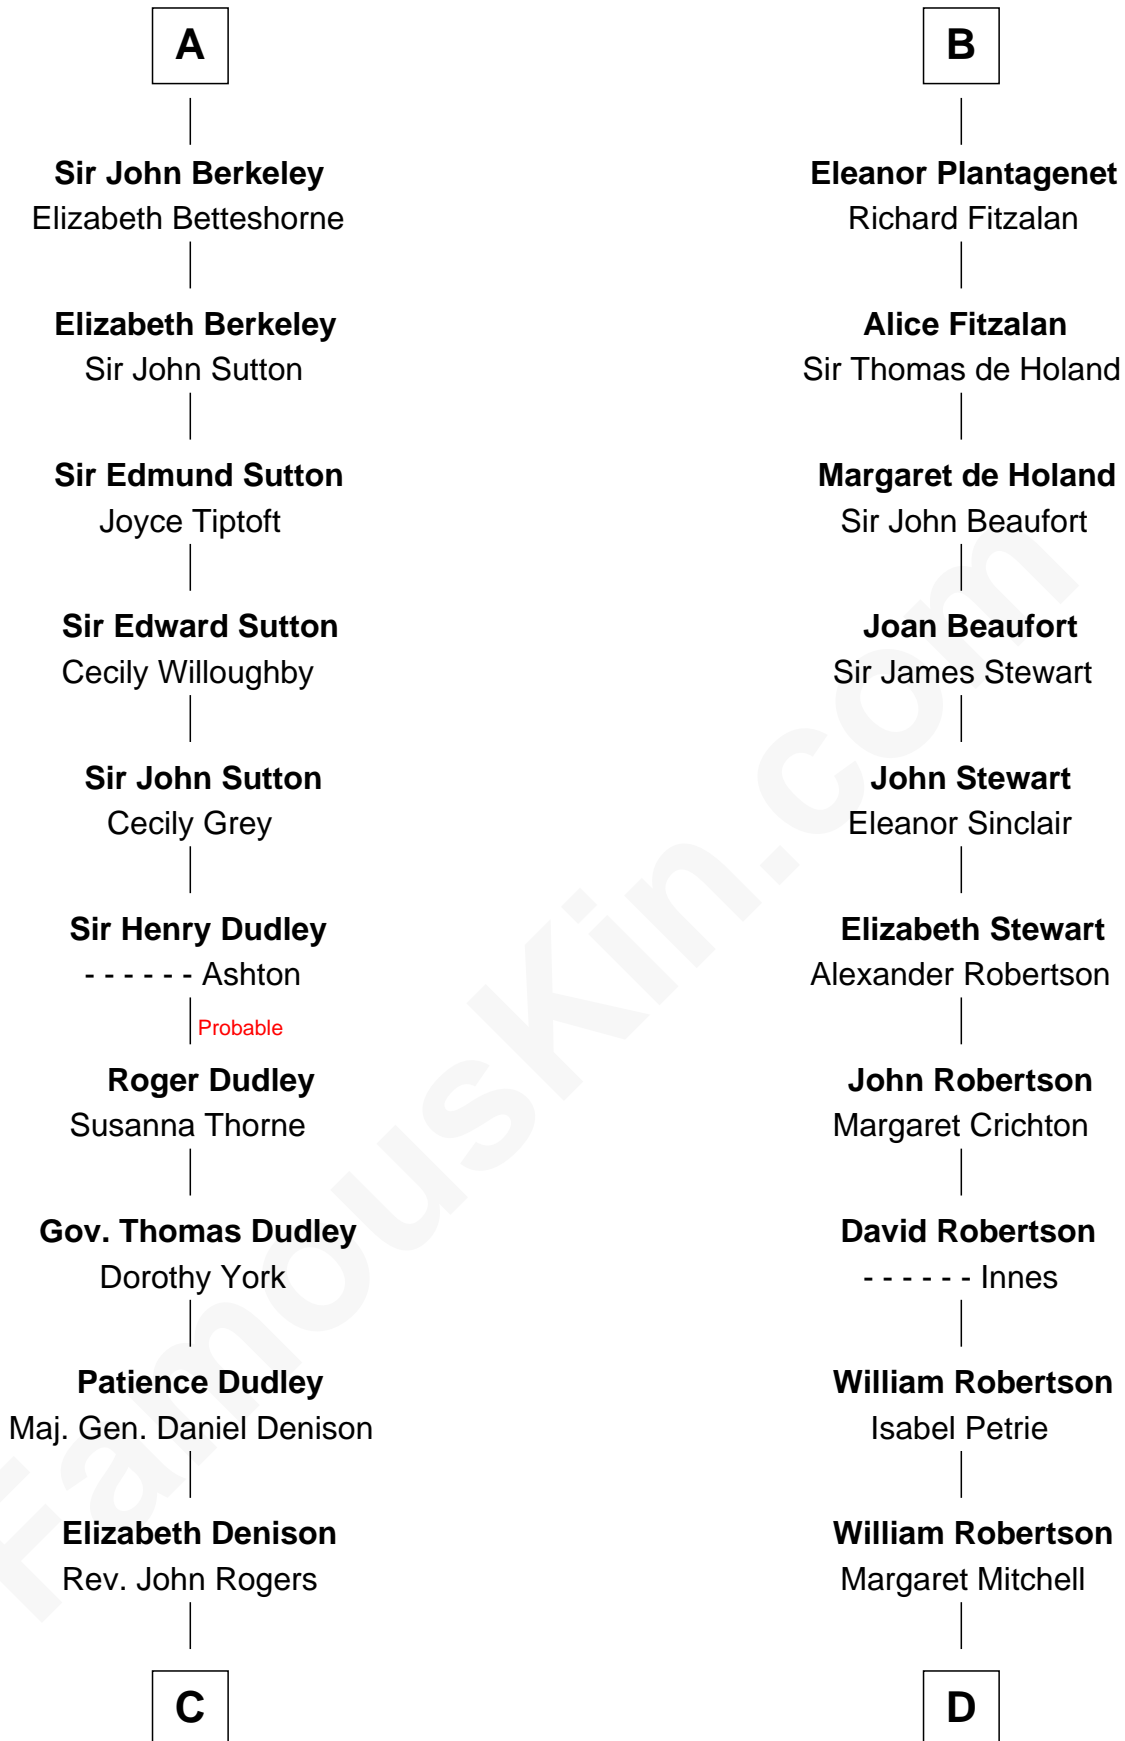 A
Sir John Berkeley
Elizabeth Betteshorne
Elizabeth Berkeley
Sir John Sutton
Sir Edmund Sutton
Joyce Tiptoft
Sir Edward Sutton
Cecily Willoughby
Sir John Sutton
Cecily Grey
Sir Henry Dudley
- - - - - - Ashton
Probable
Roger Dudley
Susanna Thorne
Gov. Thomas Dudley
Dorothy York
Patience Dudley
Maj. Gen. Daniel Denison
Elizabeth Denison
Rev. John Rogers
C
B
Eleanor Plantagenet
Richard Fitzalan
Alice Fitzalan
Sir Thomas de Holand
Margaret de Holand
Sir John Beaufort
Joan Beaufort
Sir James Stewart
John Stewart
Eleanor Sinclair
Elizabeth Stewart
Alexander Robertson
John Robertson
Margaret Crichton
David Robertson
- - - - - - Innes
William Robertson
Isabel Petrie
William Robertson
Margaret Mitchell
D
FamousKin.com